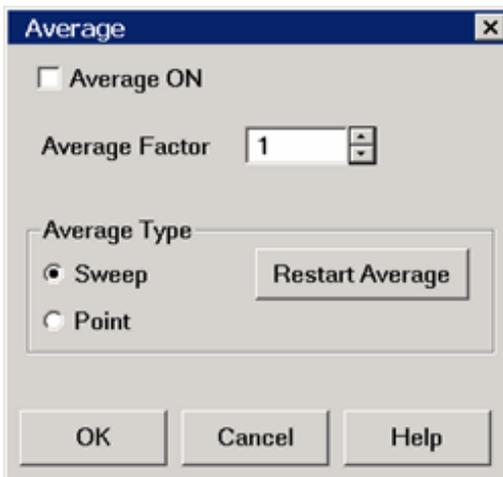 Average
Average ON
Average Factor 1
Average Type
Sweep Restart Average
Point
OK Cancel Help